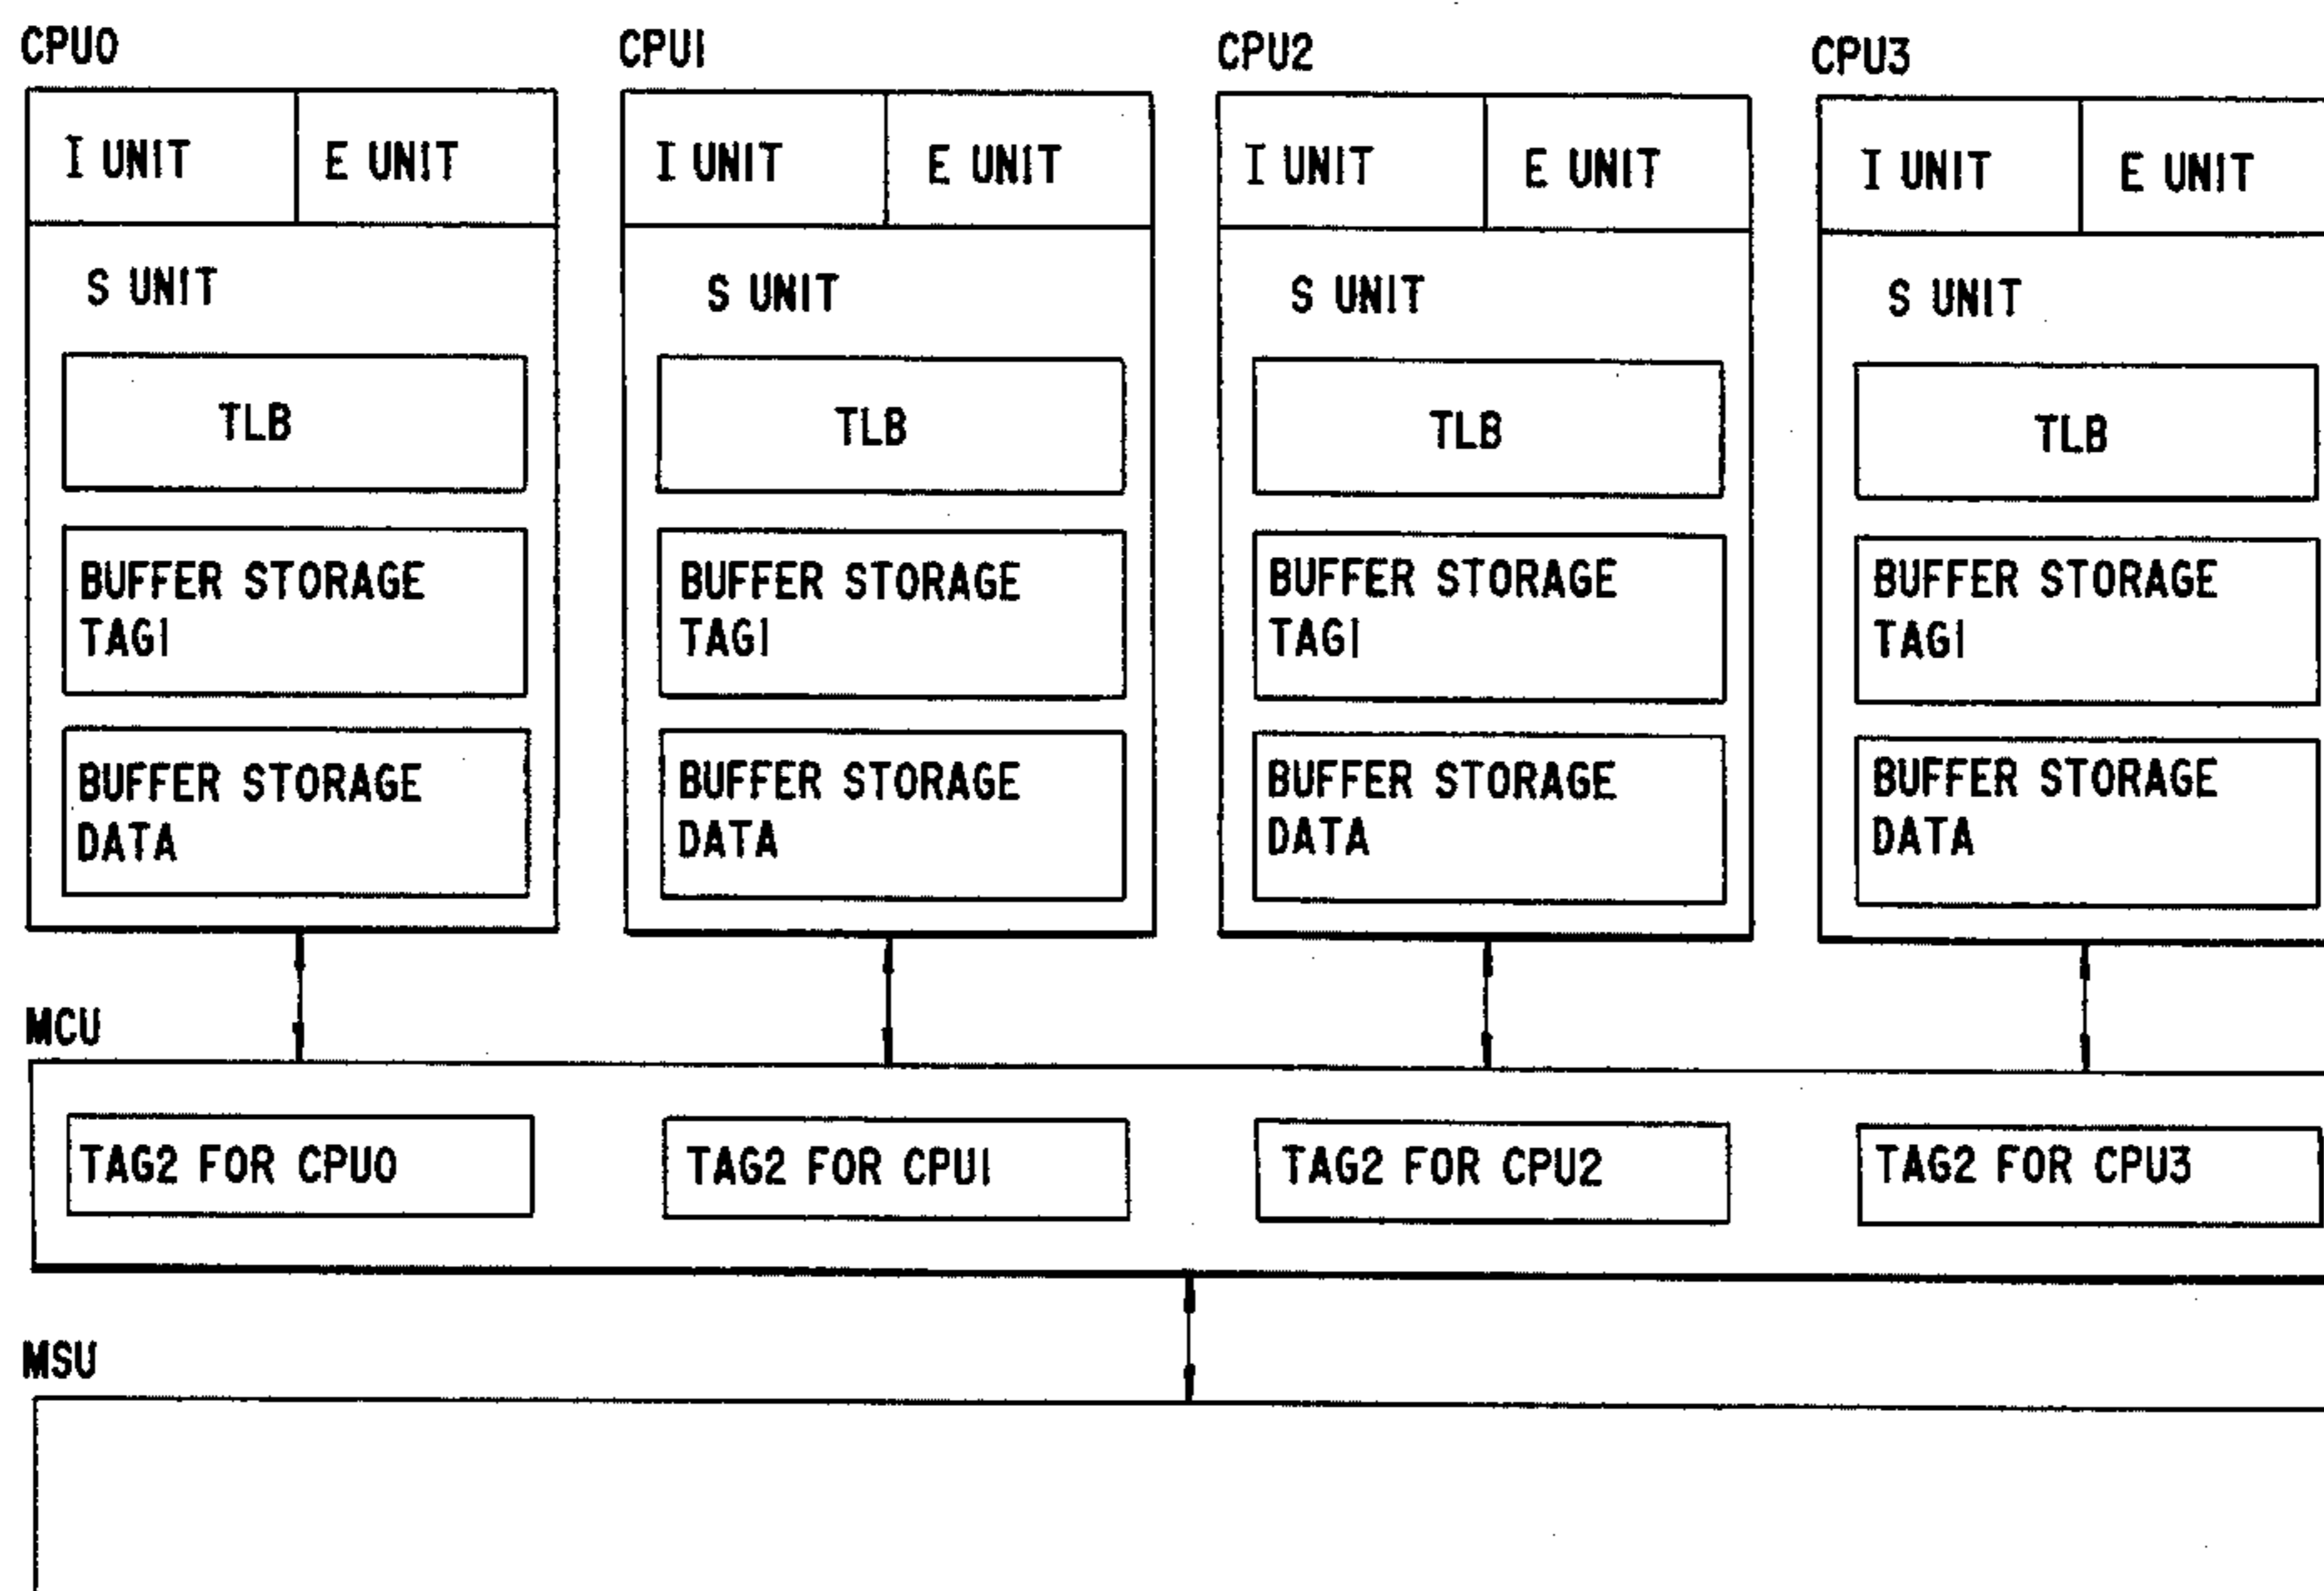 CPU0
CPU1
CPU2
CPU3
I UNIT
E UNIT
I UNIT
E UNIT
I UNIT
E UNIT
I UNIT
E UNIT
S UNIT
S UNIT
S UNIT
S UNIT
TLB
TLB
TLB
TLB
BUFFER STORAGE
TAG1
BUFFER STORAGE
TAG1
BUFFER STORAGE
TAG1
BUFFER STORAGE
TAG1
BUFFER STORAGE
DATA
BUFFER STORAGE
DATA
BUFFER STORAGE
DATA
BUFFER STORAGE
DATA
MCU
TAG2 FOR CPU0
TAG2 FOR CPU1
TAG2 FOR CPU2
TAG2 FOR CPU3
MSU